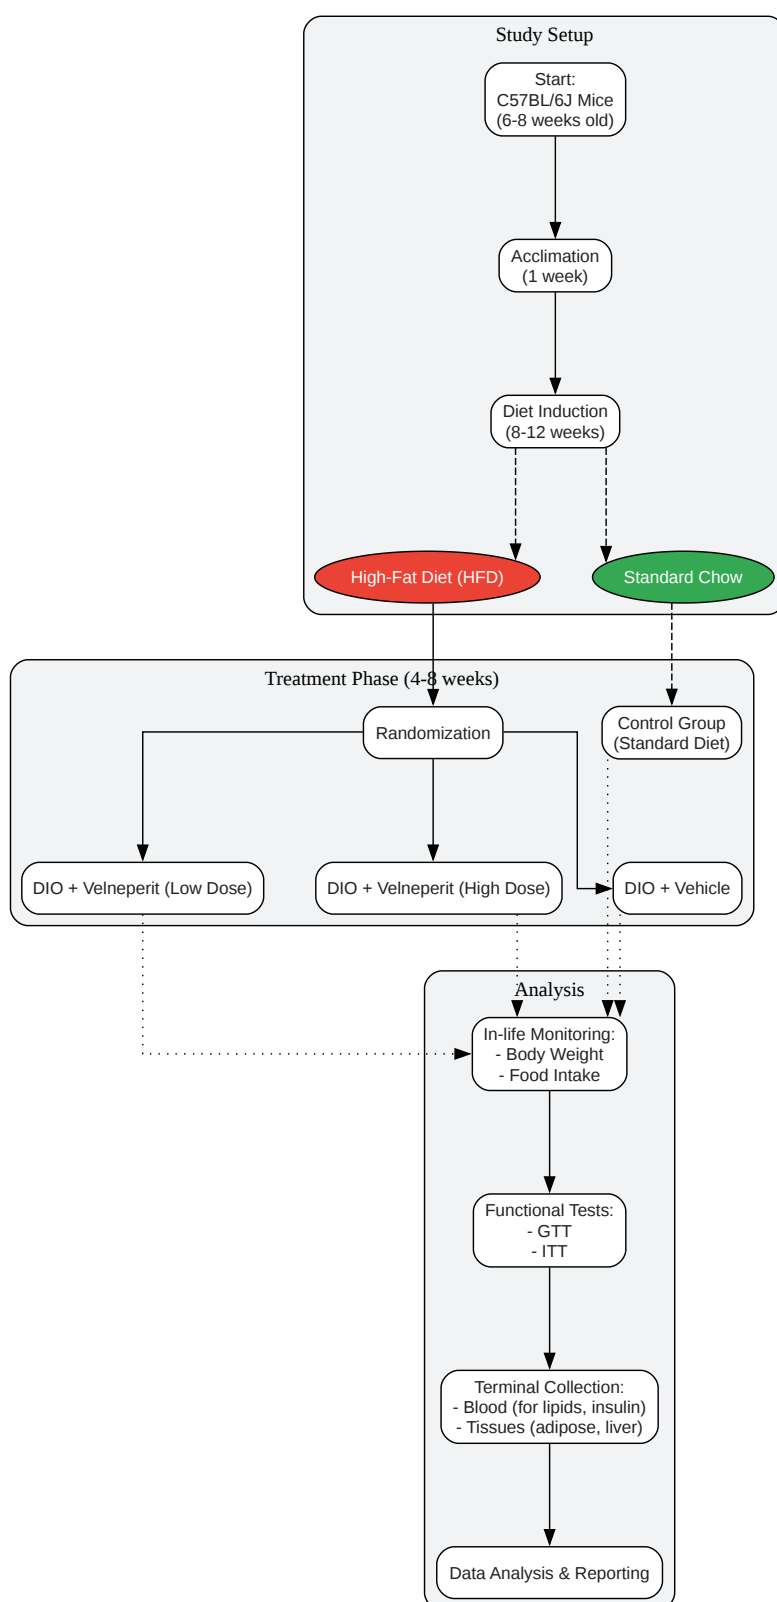 Study Setup
Start:
C57BL/6J Mice
(6-8 weeks old)
Acclimation
(1 week)
Diet Induction
(8-12 weeks)
High-Fat Diet (HFD)
Standard Chow
Treatment Phase (4-8 weeks)
Randomization
Control Group
(Standard Diet)
DIO + Velneperit (Low Dose)
DIO + Velneperit (High Dose)
DIO + Vehicle
Analysis
In-life Monitoring:
- Body Weight
- Food Intake
Functional Tests:
- GTT
- ITT
Terminal Collection:
- Blood (for lipids, insulin)
- Tissues (adipose, liver)
Data Analysis & Reporting